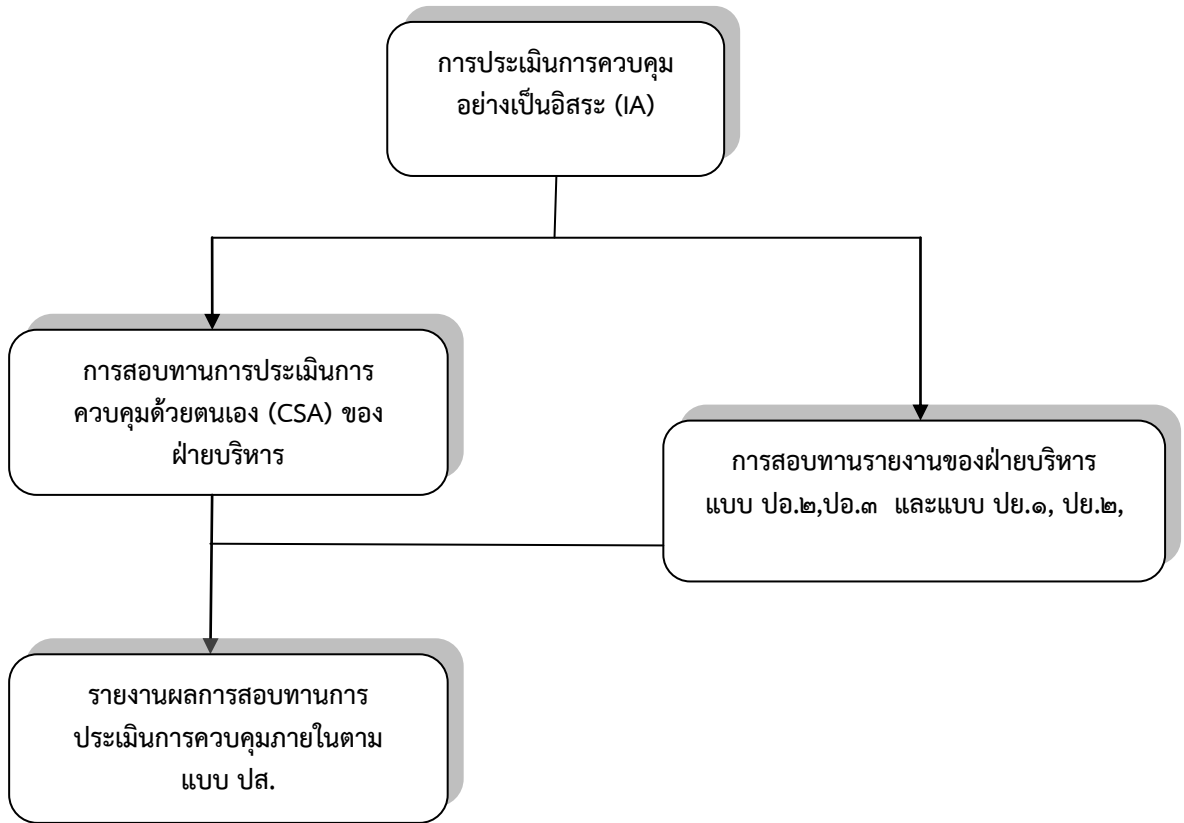 การประเมินการควบคุม
อย่างเป็นอิสระ (IA)
การสอบทานการประเมินการ
ควบคุมด้วยตนเอง (CSA) ของ
ฝ่ายบริหาร
การสอบทานรายงานของฝ่ายบริหาร
แบบ ปอ.๒,ปอ.๓ และแบบ ปย.๑, ปย.๒,
รายงานผลการสอบทานการ
ประเมินการควบคุมภายในตาม
แบบ ปส.